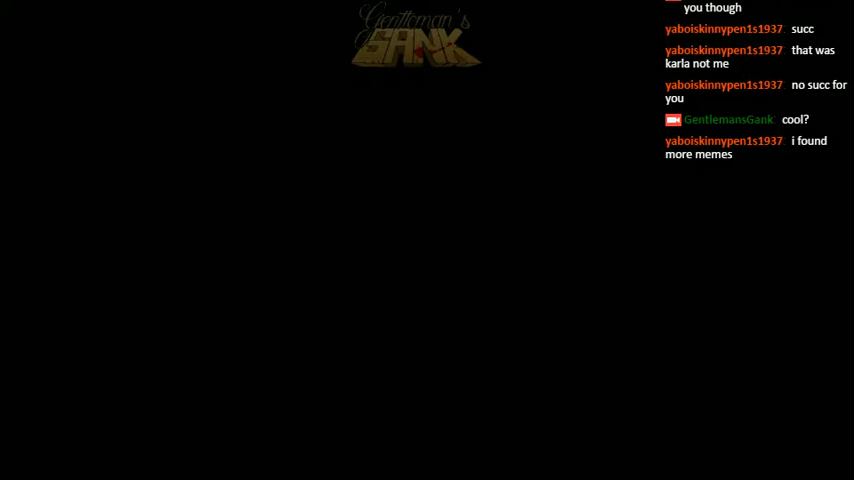 Gentleman's
GANK
you though
yaboiskinnypen1s1937: succ
yaboiskinnypen1s1937: that was
karla not me
yaboiskinnypen1s1937: no succ for
you
GentlemansGank: cool?
yaboiskinnypen1s1937: i found
more memes